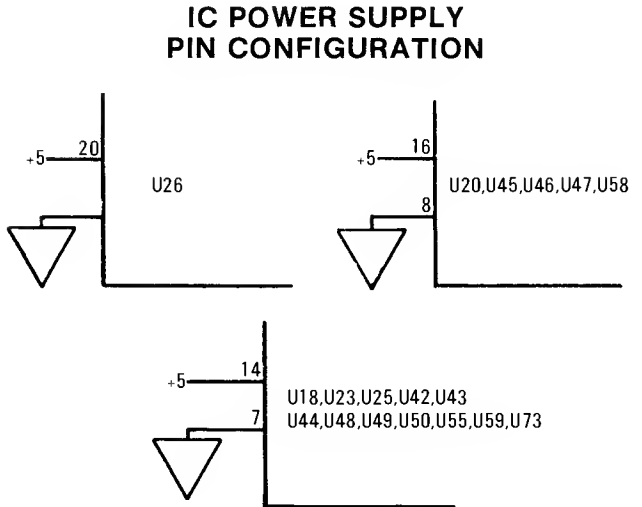 IC POWER SUPPLY
PIN CONFIGURATION
20
+5
U26
16
+5
U20,U45,U46,U47,U58
8
14
+5
U18,U23,U25,U42,U43
7
U44,U48,U49,U50,U55,U59,U73